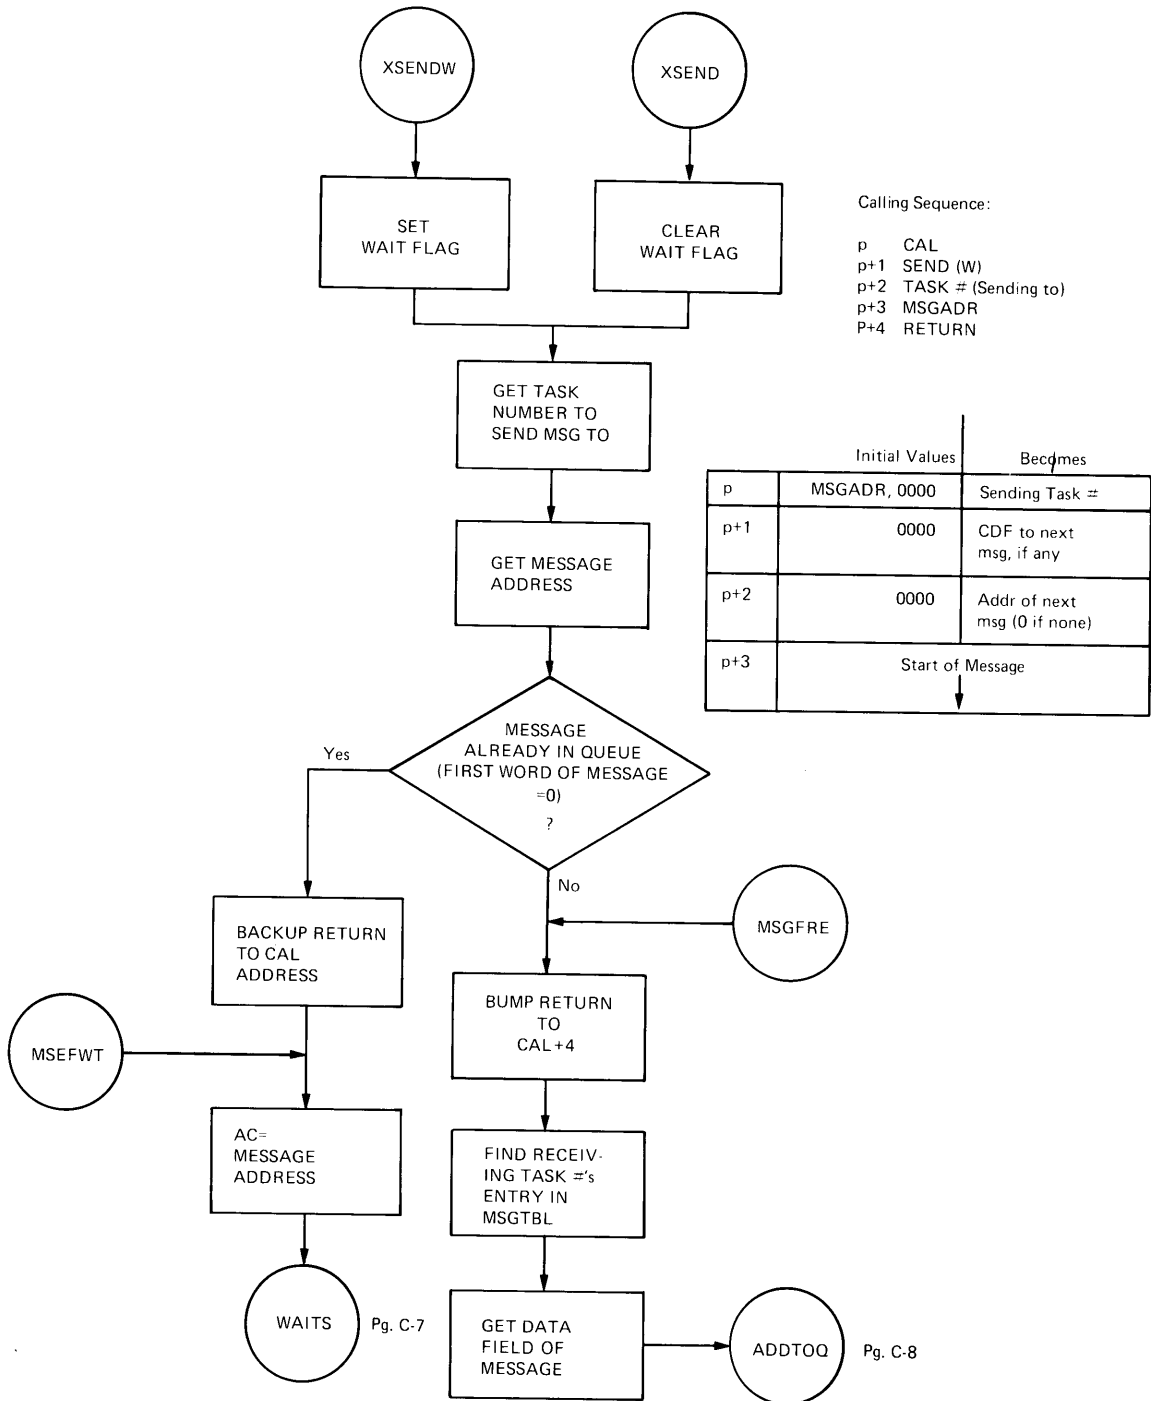 XSENDW
XSEND
SET
WAIT FLAG
CLEAR
WAIT FLAG
Calling Sequence:
p CAL
p+1 SEND (W)
p+2 TASK # (Sending to)
p+3 MSGADR
P+4 RETURN
GET TASK
NUMBER TO
SEND MSG TO
Initial Values Becomes
p MSGADR, 0000 Sending Task #
p+1 0000 CDF to next
msg, if any
p+2 0000 Addr of next
msg (0 if none)
p+3 Start of Message
GET MESSAGE
ADDRESS
MESSAGE
ALREADY IN QUEUE
(FIRST WORD OF MESSAGE
=0)
?
Yes
No
BACKUP RETURN
TO CAL
ADDRESS
MSGFRE
BUMP RETURN
TO
CAL+4
MSEFWT
AC=
MESSAGE
ADDRESS
FIND RECEIV-
ING TASK #'s
ENTRY IN
MSGTBL
WAITS
Pg. C-7
GET DATA
FIELD OF
MESSAGE
ADDTOQ
Pg. C-8